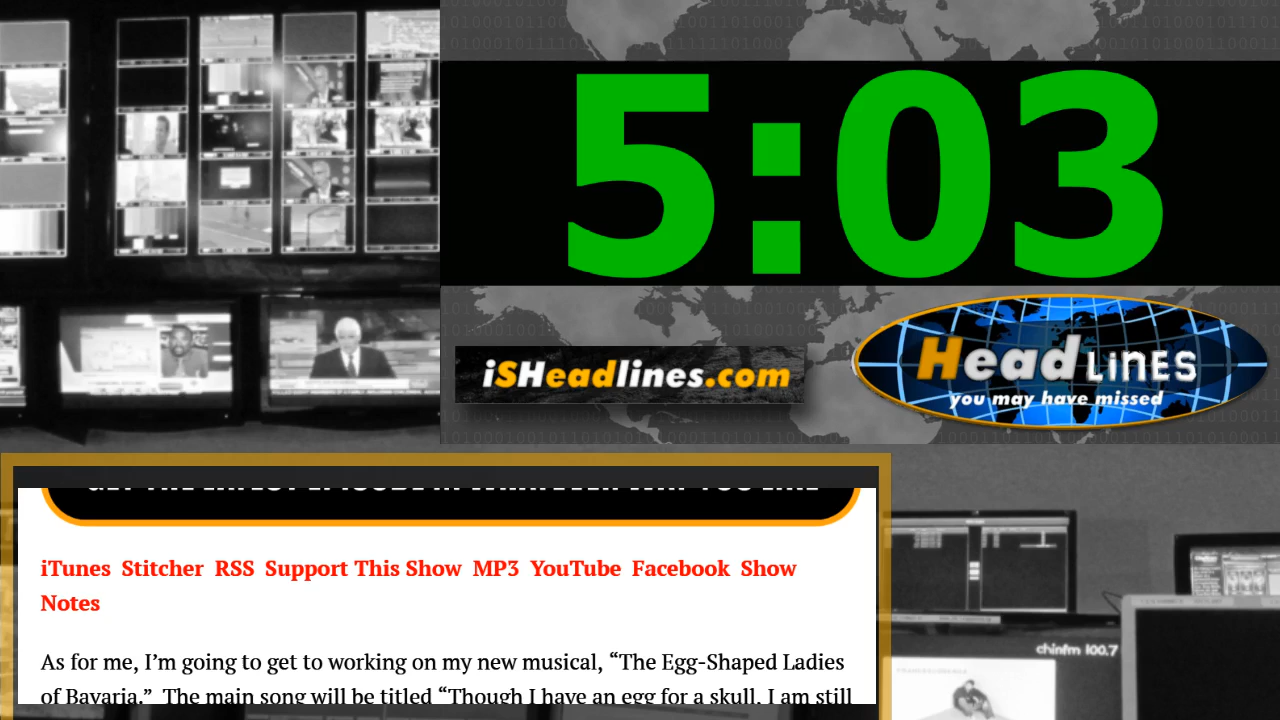 5:03
iSHeadlines.com
HeadLINES
you may have missed
iTunes Stitcher RSS Support This Show MP3 YouTube Facebook Show
Notes
As for me, I’m going to get to working on my new musical, “The Egg-Shaped Ladies
of Bavaria.” The main song will be titled “Though I have an egg for a skull, I am still
chinfm 100.7